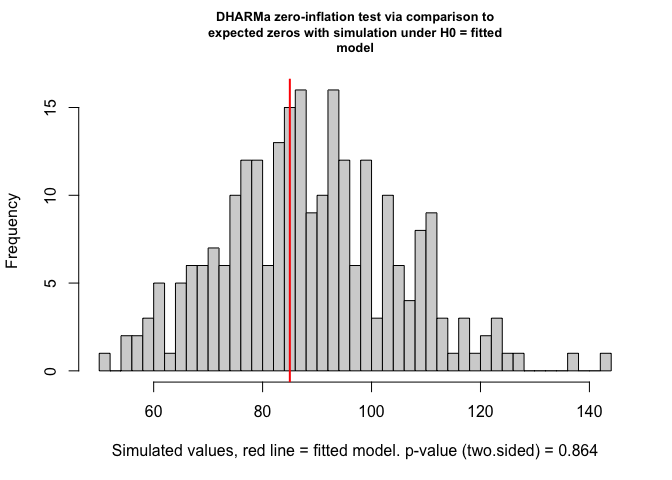 DHARMa zero-inflation test via comparison to
expected zeros with simulation under H0 = fitted
model
Frequency
15
10
5
0
60 80 100 120 140
Simulated values, red line = fitted model. p-value (two.sided) = 0.864